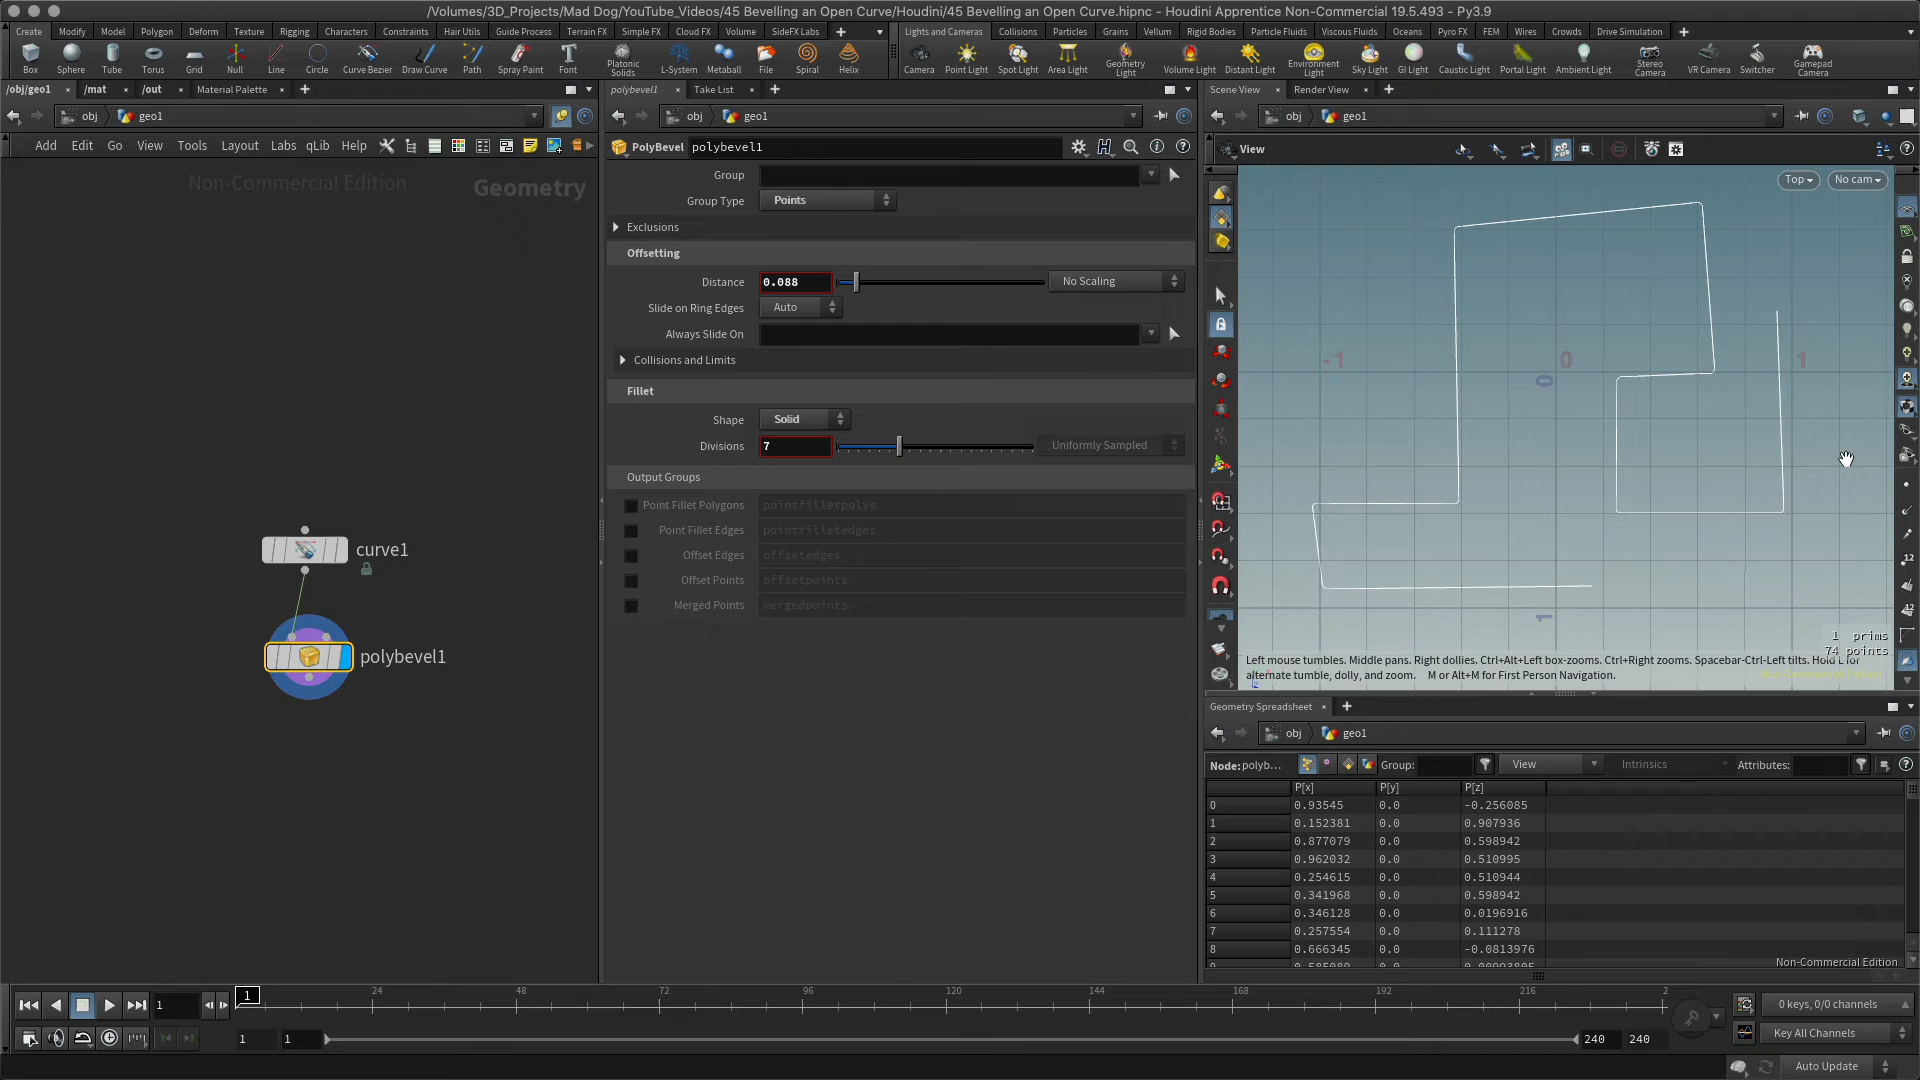 /Volumes/3D_Projects/Mad Dog/YouTube_Videos/45 Bevelling an Open Curve/Houdini/45 Bevelling an Open Curve.hipnc - Houdini Apprentice Non-Commercial 19.5.493 - Py3.9
Create Modify Model Polygon Deform Texture Rigging Characters Constraints Hair Utils Guide Process Terrain FX Simple FX Cloud FX Volume SideFX Labs
Lights and Cameras Collisions Particles Grains Vellum Rigid Bodies Particle Fluids Viscous Fluids Oceans Pyro FX FEM Wires Crowds Drive Simulation
Box Sphere Tube Torus Grid Null Line Circle Curve Bezier Draw Curve Path Spray Paint Font Platonic Solids L-System Metaball File Spiral Helix
Camera Point Light Spot Light Area Light Geometry Light Volume Light Distant Light Environment Light Sky Light GI Light Caustic Light Portal Light Ambient Light Stereo Camera VR Camera Switcher Gamepad Camera
/obj/geo1 /mat /out Material Palette
obj geo1
Add Edit Go View Tools Layout Labs qLib Help
Non-Commercial Edition
Geometry
curve1
polybevel1
polybevel1 Take List
obj geo1
PolyBevel polybevel1
Group
Group Type Points
Exclusions
Offsetting
Distance 0.088 No Scaling
Slide on Ring Edges Auto
Always Slide On
Collisions and Limits
Fillet
Shape Solid
Divisions 7 Uniformly Sampled
Output Groups
Point Fillet Polygons pointfilletpolys
Point Fillet Edges pointfilletedges
Offset Edges offsetedges
Offset Points offsetpoints
Merged Points mergedpoints
Scene View Render View
obj geo1
View
Top No cam
-1 0 1
0
1
12
12
1 prims
74 points
Left mouse tumbles. Middle pans. Right dollies. Ctrl+Alt+Left box-zooms. Ctrl+Right zooms. Spacebar-Ctrl-Left tilts. Hold L for
alternate tumble, dolly, and zoom. M or Alt+M for First Person Navigation.
Geometry Spreadsheet
obj geo1
Node: polyb... Group: View Intrinsics Attributes:
P[x] P[y] P[z]
0 0.93545 0.0 -0.256085
1 0.152381 0.0 0.907936
2 0.877079 0.0 0.598942
3 0.962032 0.0 0.510995
4 0.254615 0.0 0.510944
5 0.341968 0.0 0.598942
6 0.346128 0.0 0.0196916
7 0.257554 0.0 0.111278
8 0.666345 0.0 -0.0813976
Non-Commercial Edition
1 1 24 48 72 96 120 144 168 192 216 2
0 keys, 0/0 channels
1 1 240 240
Key All Channels
Auto Update